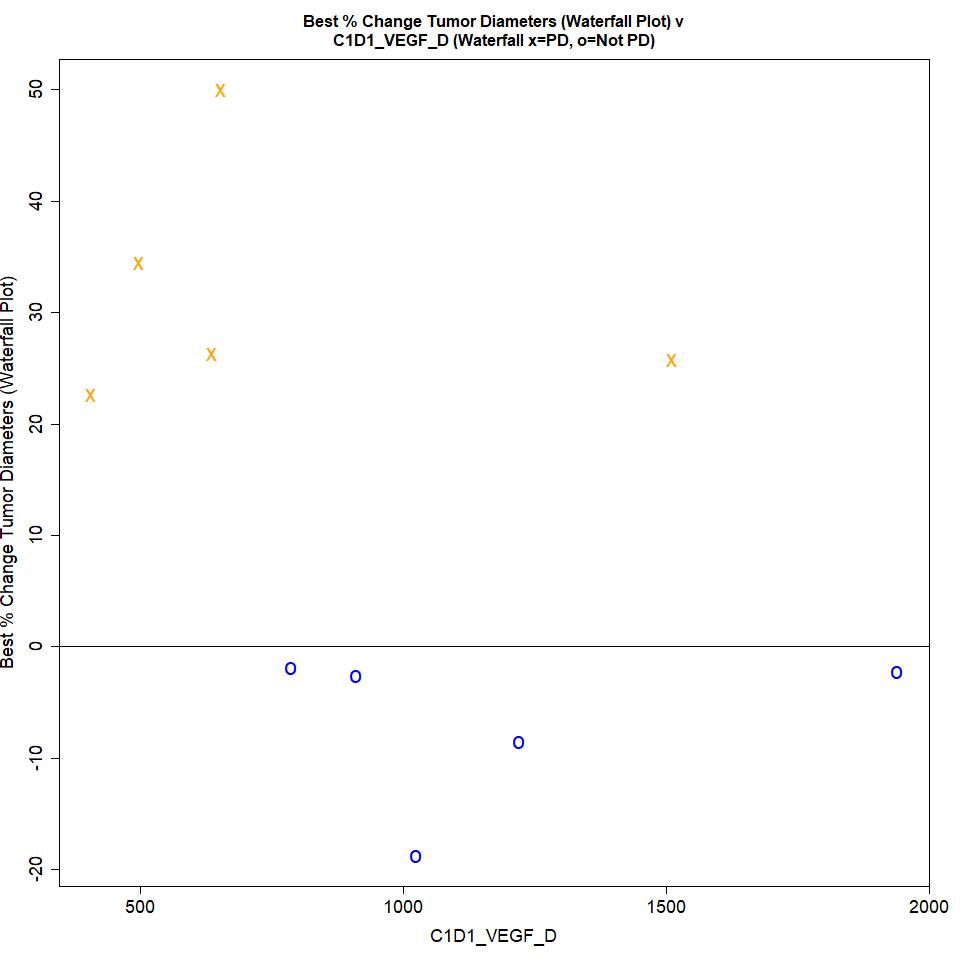 Best % Change Tumor Diameters (Waterfall Plot) v
C1D1_VEGF_D (Waterfall x=PD, o=Not PD)
Best % Change Tumor Diameters (Waterfall Plot)
50
40
30
20
10
0
-10
-20
X
X
X
X
X
O
O
O
O
O
500
1000
1500
2000
C1D1_VEGF_D